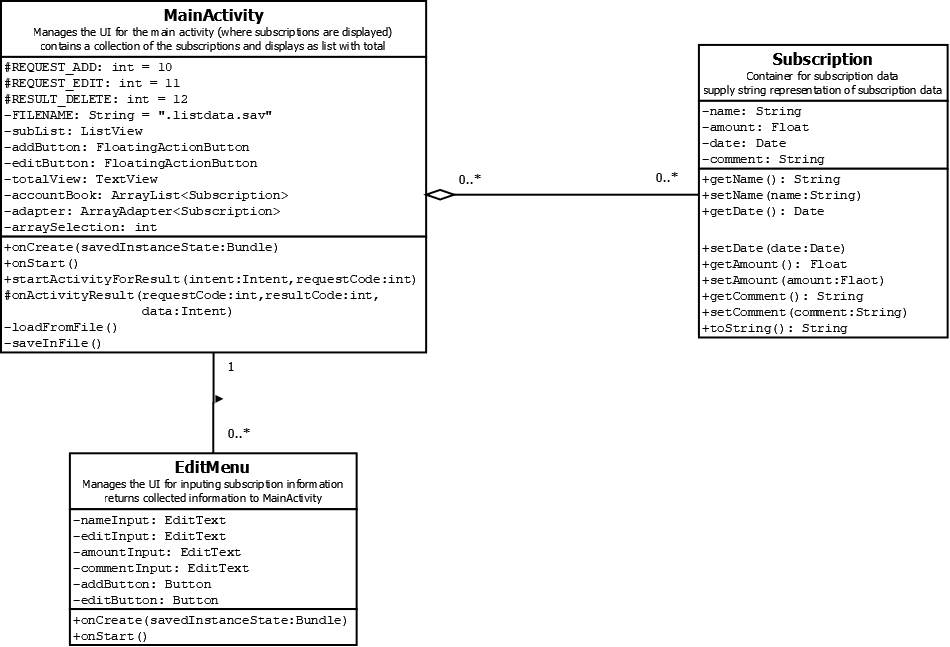 MainActivity
Manages the UI for the main activity (where subscriptions are displayed)
contains a collection of the subscriptions and displays as list with total
#REQUEST_ADD: int = 10
#REQUEST_EDIT: int = 11
#RESULT_DELETE: int = 12
-FILENAME: String = ".listdata.sav"
-subList: ListView
-addButton: FloatingActionButton
-editButton: FloatingActionButton
-totalView: TextView
-accountBook: ArrayList<Subscription>
-adapter: ArrayAdapter<Subscription>
-arraySelection: int
+onCreate(savedInstanceState:Bundle)
+onStart()
+startActivityForResult(intent:Intent,requestCode:int)
#onActivityResult(requestCode:int,resultCode:int,
data:Intent)
-loadFromFile()
-saveInFile()
0..*
0..*
Subscription
Container for subscription data
supply string representation of subscription data
-name: String
-amount: Float
-date: Date
-comment: String
+getName(): String
+setName(name:String)
+getDate(): Date
+setDate(date:Date)
+getAmount(): Float
+setAmount(amount:Flaot)
+getComment(): String
+setComment(comment:String)
+toString(): String
1
0..*
EditMenu
Manages the UI for inputing subscription information
returns collected information to MainActivity
-nameInput: EditText
-editInput: EditText
-amountInput: EditText
-commentInput: EditText
-addButton: Button
-editButton: Button
+onCreate(savedInstanceState:Bundle)
+onStart()